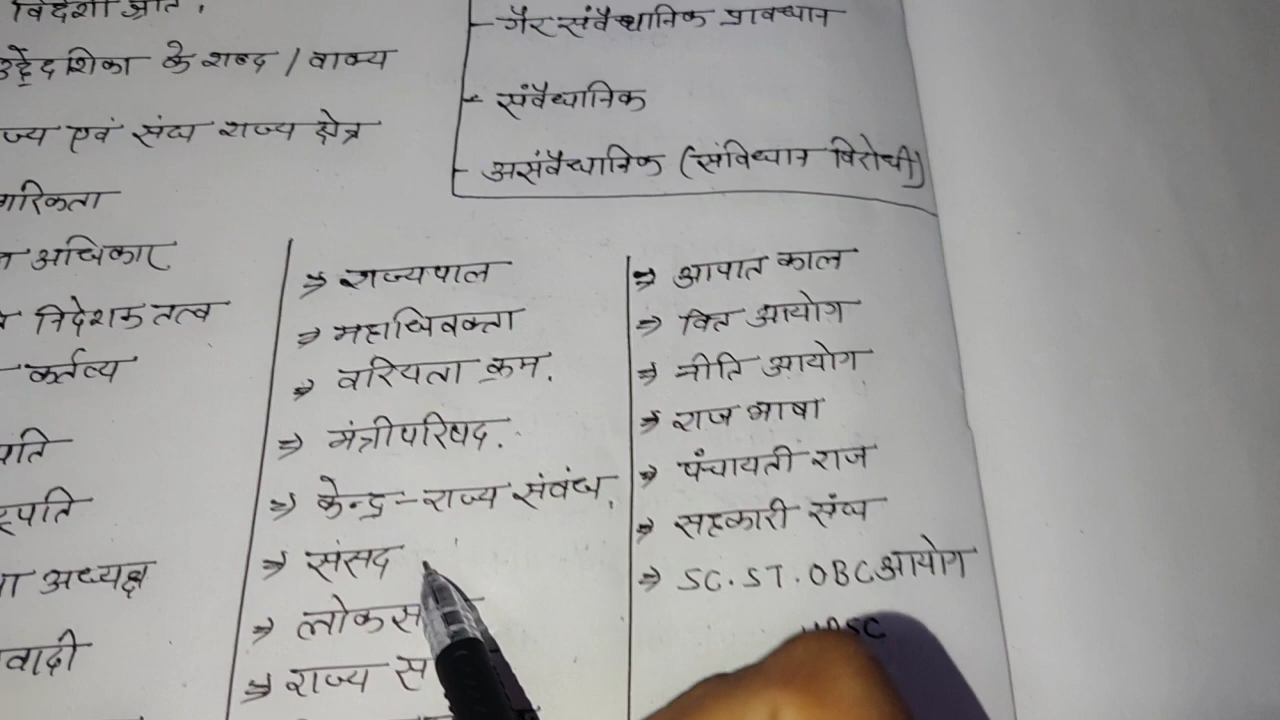 विदेशी
उद्देशिका के शब्द / वाक्य
ज्य एवं संघ राज्य क्षेत्र
गरिकता
अधिकार
निदेशक तत्व
कर्तव्य
पति
पति
अध्यक्ष
वादी
- गैर संवैधानिक प्रावधान
- संवैधानिक
- असंवैधानिक (संविधान विरोधी)
⇒ राज्यपाल
⇒ महाधिवक्ता
⇒ वरियता क्रम.
⇒ मंत्रीपरिषद.
⇒ केन्द्र - राज्य संबंध.
⇒ संसद
⇒ लोकस
⇒ राज्य स
⇒ आपात काल
⇒ वित आयोग
⇒ नीति आयोग
⇒ राज भाषा
⇒ पंचायती राज
⇒ सहकारी संघ
⇒ SC. ST. OBC आयोग